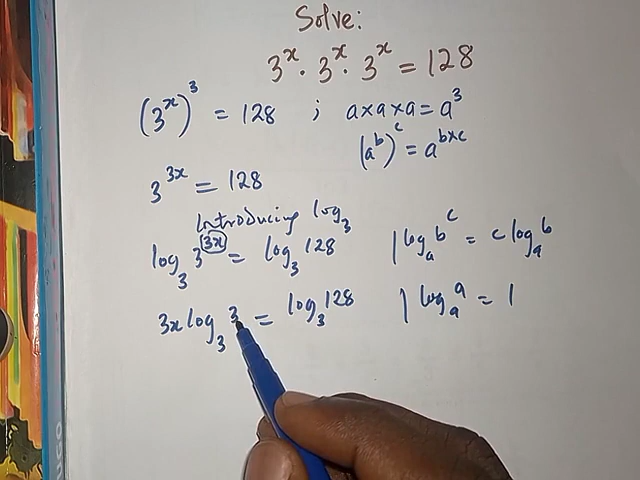 Solve:
3^x · 3^x · 3^x = 128
(3^x)^3 = 128 ; a×a×a = a^3
(a^b)^c = a^{b×c}
3^{3x} = 128
Introducing log_3
log_3 3^{3x} = log_3 128 | log_a b^c = c log_a b
3x log_3 3 = log_3 128 | log_a a = 1